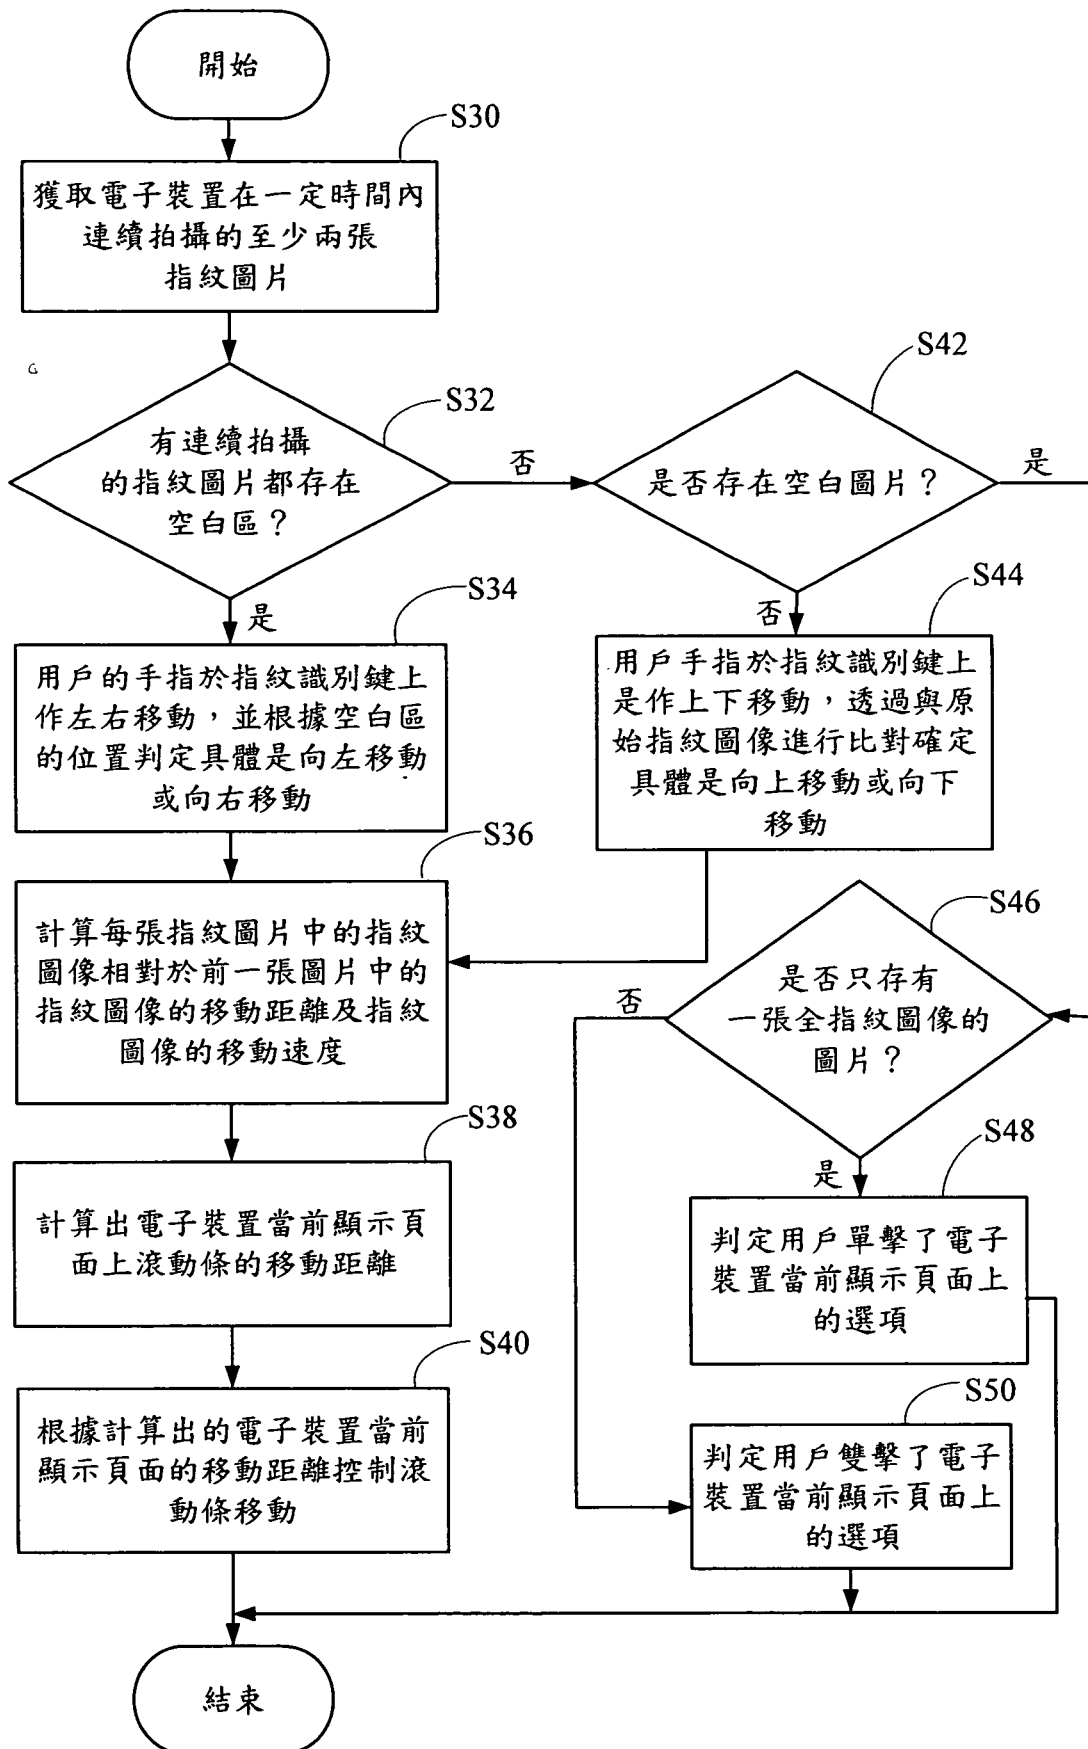 開始
S30
獲取電子裝置在一定時間內
連續拍攝的至少兩張
指紋圖片
S32
有連續拍攝
的指紋圖片都存在
空白區？
否
是
S42
是否存在空白圖片？
是
否
S34
用戶的手指於指紋識別鍵上
作左右移動，並根據空白區
的位置判定具體是向左移動
或向右移動
S44
用戶手指於指紋識別鍵上
是作上下移動，透過與原
始指紋圖像進行比對確定
具體是向上移動或向下
移動
S36
計算每張指紋圖片中的指紋
圖像相對於前一張圖片中的
指紋圖像的移動距離及指紋
圖像的移動速度
S46
是否只存有
一張全指紋圖像的
圖片？
否
是
S38
計算出電子裝置當前顯示頁
面上滾動條的移動距離
S48
判定用戶單擊了電子
裝置當前顯示頁面上
的選項
S40
根據計算出的電子裝置當前
顯示頁面的移動距離控制滾
動條移動
S50
判定用戶雙擊了電子
裝置當前顯示頁面上
的選項
結束